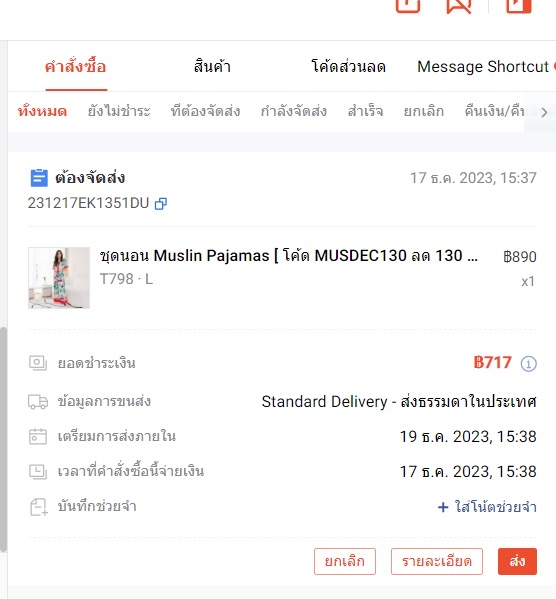 คำสั่งซื้อ สินค้า โค้ดส่วนลด Message Shortcut
ทั้งหมด ยังไม่ชำระ ที่ต้องจัดส่ง กำลังจัดส่ง สำเร็จ ยกเลิก คืนเงิน/คืน
ต้องจัดส่ง 17 ธ.ค. 2023, 15:37
231217EK1351DU
ชุดนอน Muslin Pajamas [ โค้ด MUSDEC130 ลด 130 ... ฿890
T798 · L x1
ยอดชำระเงิน ฿717
ข้อมูลการขนส่ง Standard Delivery - ส่งธรรมดาในประเทศ
เตรียมการส่งภายใน 19 ธ.ค. 2023, 15:38
เวลาที่คำสั่งซื้อนี้จ่ายเงิน 17 ธ.ค. 2023, 15:38
บันทึกช่วยจำ + ใส่โน้ตช่วยจำ
ยกเลิก รายละเอียด ส่ง